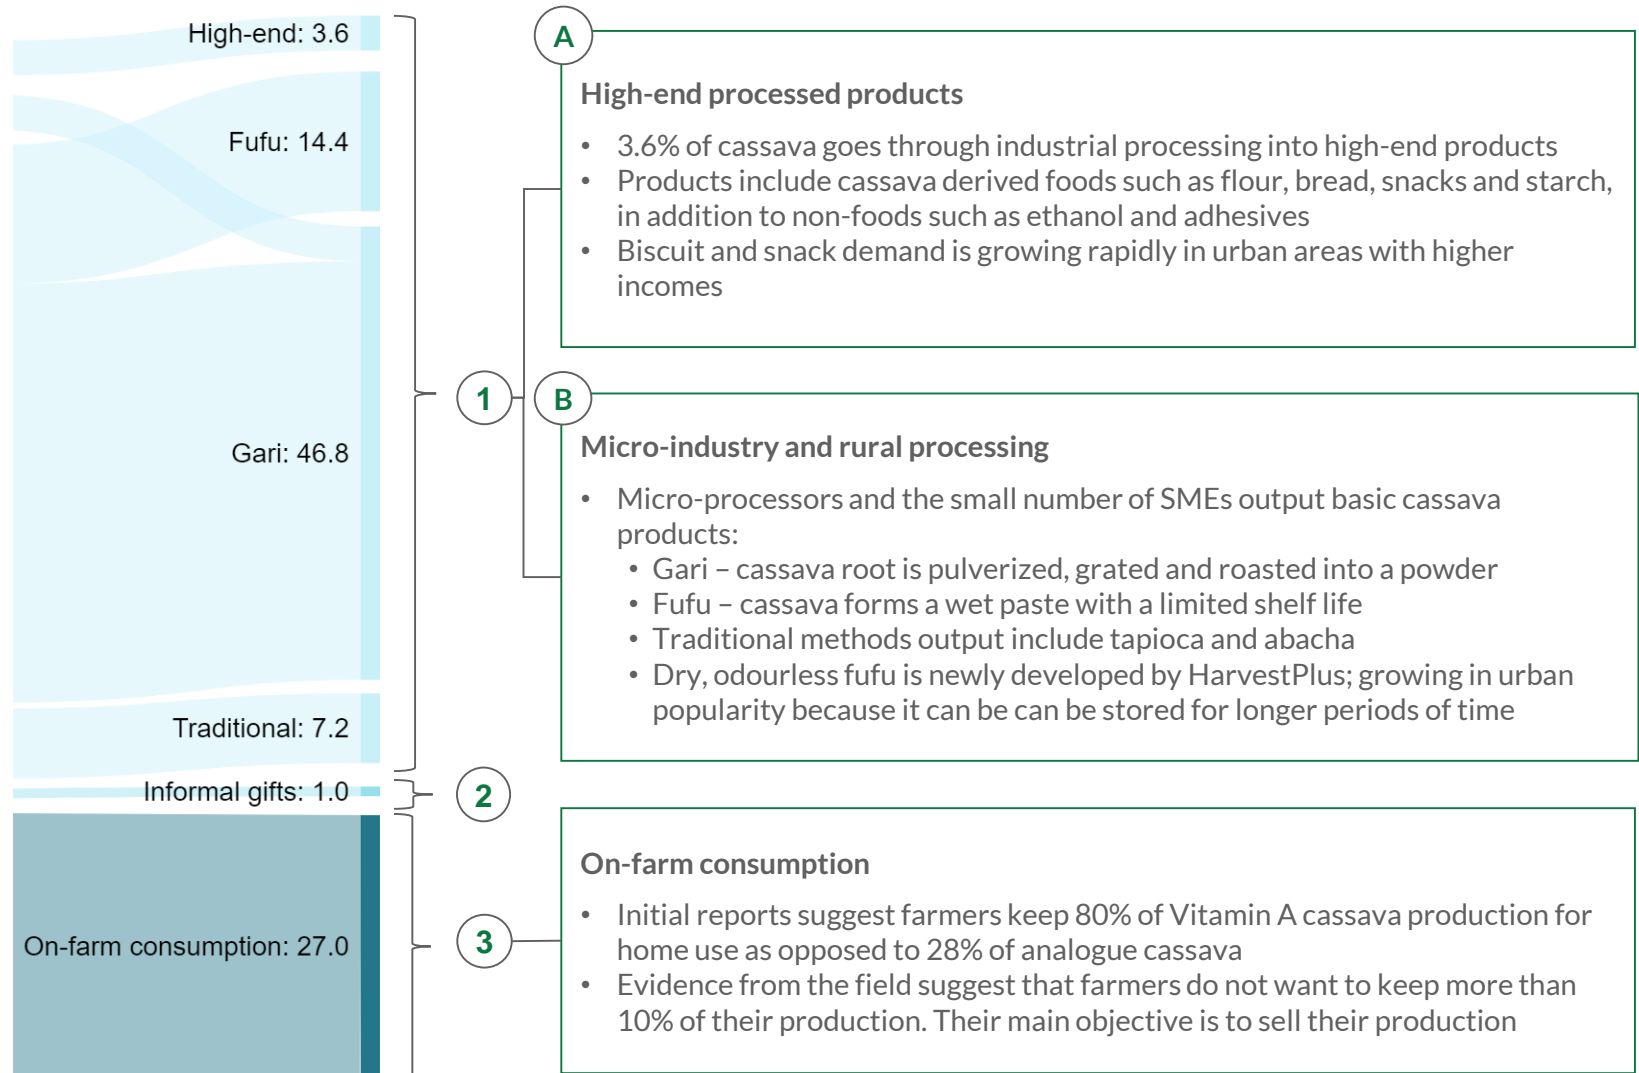 High-end: 3.6
Fufu: 14.4
Gari: 46.8
Traditional: 7.2
Informal gifts: 1.0
On-farm consumption: 27.0
1
A
High-end processed products
• 3.6% of cassava goes through industrial processing into high-end products
• Products include cassava derived foods such as flour, bread, snacks and starch,
in addition to non-foods such as ethanol and adhesives
• Biscuit and snack demand is growing rapidly in urban areas with higher
incomes
B
Micro-industry and rural processing
• Micro-processors and the small number of SMEs output basic cassava
products:
• Gari – cassava root is pulverized, grated and roasted into a powder
• Fufu – cassava forms a wet paste with a limited shelf life
• Traditional methods output include tapioca and abacha
• Dry, odourless fufu is newly developed by HarvestPlus; growing in urban
popularity because it can be can be stored for longer periods of time
2
3
On-farm consumption
• Initial reports suggest farmers keep 80% of Vitamin A cassava production for
home use as opposed to 28% of analogue cassava
• Evidence from the field suggest that farmers do not want to keep more than
10% of their production. Their main objective is to sell their production